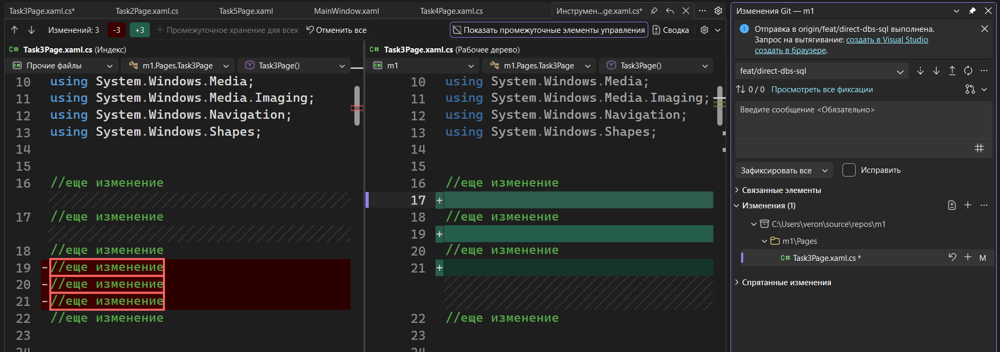 Task3Page.xaml.cs* Task2Page.xaml.cs Task5Page.xaml MainWindow.xaml Task4Page.xaml.cs Инструмен...ge.xaml.cs*
Изменений: 3 -3 +3 Промежуточное хранение для всех Отменить все Показать промежуточные элементы управления Сводка
C# Task3Page.xaml.cs (Индекс)
Прочие файлы m1.Pages.Task3Page Task3Page()
10 using System.Windows.Media;
11 using System.Windows.Media.Imaging;
12 using System.Windows.Navigation;
13 using System.Windows.Shapes;
14
15
16 //еще изменение
17 //еще изменение
18 //еще изменение
19 - //еще изменение
20 - //еще изменение
21 - //еще изменение
22 //еще изменение
23
24
C# Task3Page.xaml.cs (Рабочее дерево)
m1 m1.Pages.Task3Page Task3Page()
10 using System.Windows.Media;
11 using System.Windows.Media.Imaging;
12 using System.Windows.Navigation;
13 using System.Windows.Shapes;
14
15
16 //еще изменение
17 +
18 //еще изменение
19 +
20 //еще изменение
21 +
22 //еще изменение
23
24
Изменения Git — m1
Отправка в origin/feat/direct-dbs-sql выполнена.
Запрос на вытягивание: создать в Visual Studio
создать в браузере.
feat/direct-dbs-sql
0 / 0 Просмотреть все фиксации
Введите сообщение <Обязательно>
Зафиксировать все Исправить
Связанные элементы
Изменения (1)
C:\Users\veron\source\repos\m1
m1\Pages
C# Task3Page.xaml.cs * M
Спрятанные изменения